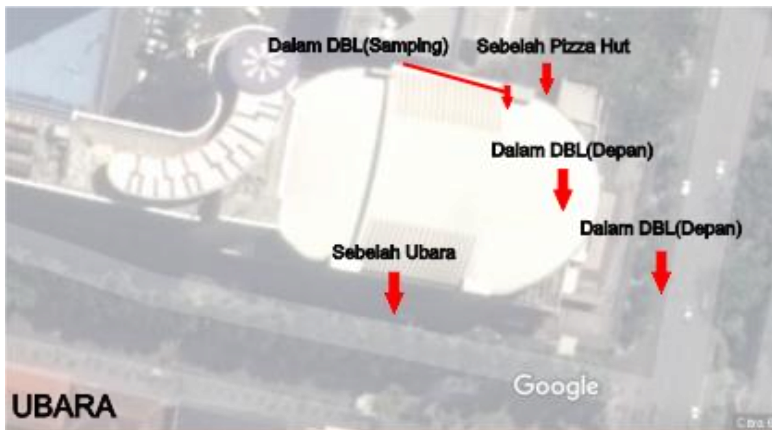 Dalam DBL(Samping)
Sebelah Pizza Hut
Dalam DBL(Depan)
Dalam DBL(Depan)
Sebelah Ubara
Google
UBARA